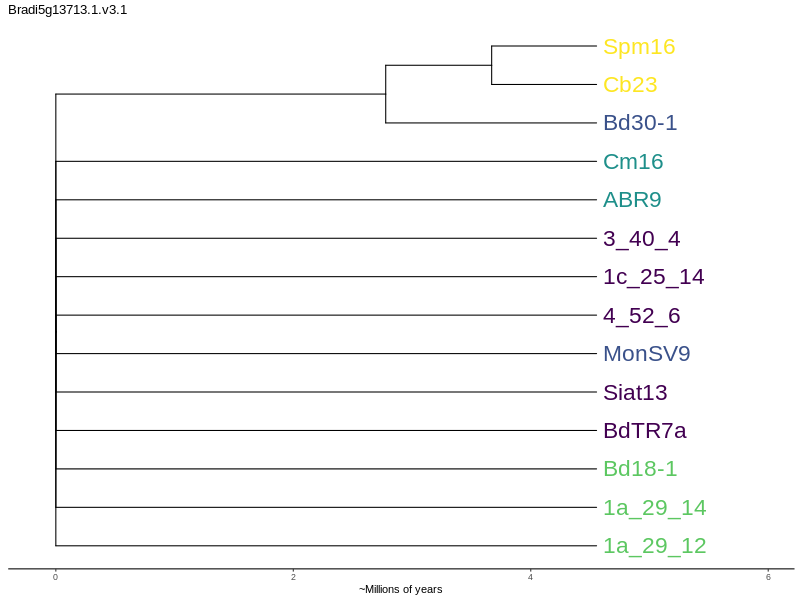 Bradi5g13713.1.v3.1
Spm16
Cb23
Bd30-1
Cm16
ABR9
3_40_4
1c_25_14
4_52_6
MonSV9
Siat13
BdTR7a
Bd18-1
1a_29_14
1a_29_12
0 2 4 6
~Millions of years